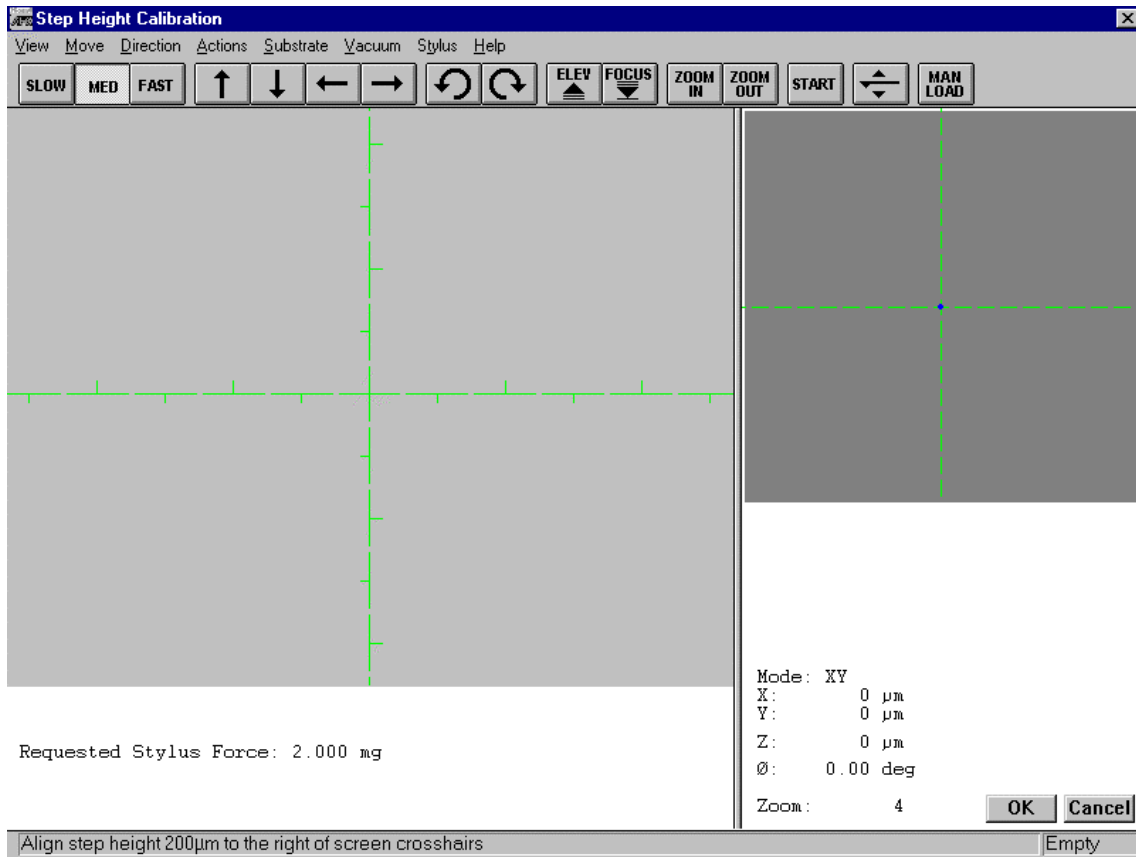 Step Height Calibration
View Move Direction Actions Substrate Vacuum Stylus Help
SLOW MED FAST ELEV FOCUS ZOOM IN ZOOM OUT START MAN LOAD
Mode: XY
X: 0 µm
Y: 0 µm
Z: 0 µm
Ø: 0.00 deg
Zoom: 4
Requested Stylus Force: 2.000 mg
OK Cancel
Align step height 200µm to the right of screen crosshairs
Empty